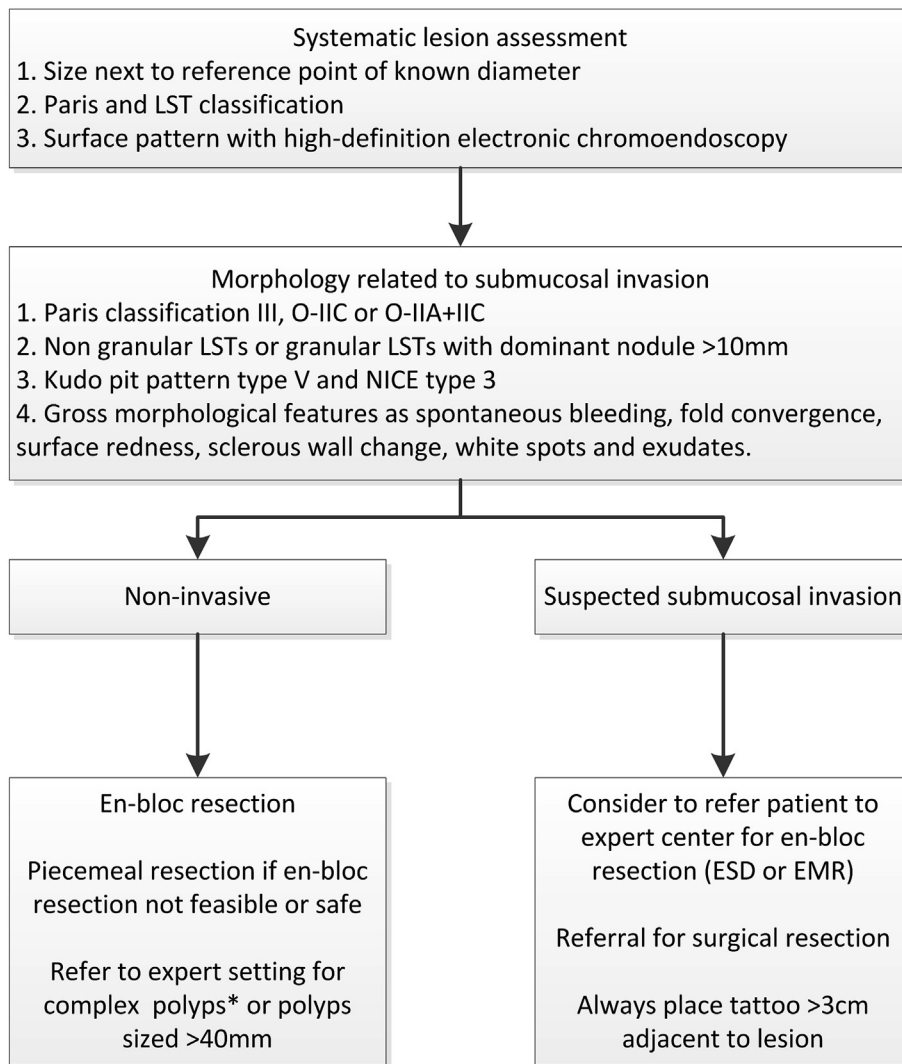 Systematic lesion assessment
1. Size next to reference point of known diameter
2. Paris and LST classification
3. Surface pattern with high-definition electronic chromoendoscopy
Morphology related to submucosal invasion
1. Paris classification III, O-IIC or O-IIA+IIC
2. Non granular LSTs or granular LSTs with dominant nodule >10mm
3. Kudo pit pattern type V and NICE type 3
4. Gross morphological features as spontaneous bleeding, fold convergence,
surface redness, sclerous wall change, white spots and exudates.
Non-invasive
Suspected submucosal invasion
En-bloc resection
Piecemeal resection if en-bloc
resection not feasible or safe
Refer to expert setting for
complex polyps* or polyps
sized >40mm
Consider to refer patient to
expert center for en-bloc
resection (ESD or EMR)
Referral for surgical resection
Always place tattoo >3cm
adjacent to lesion